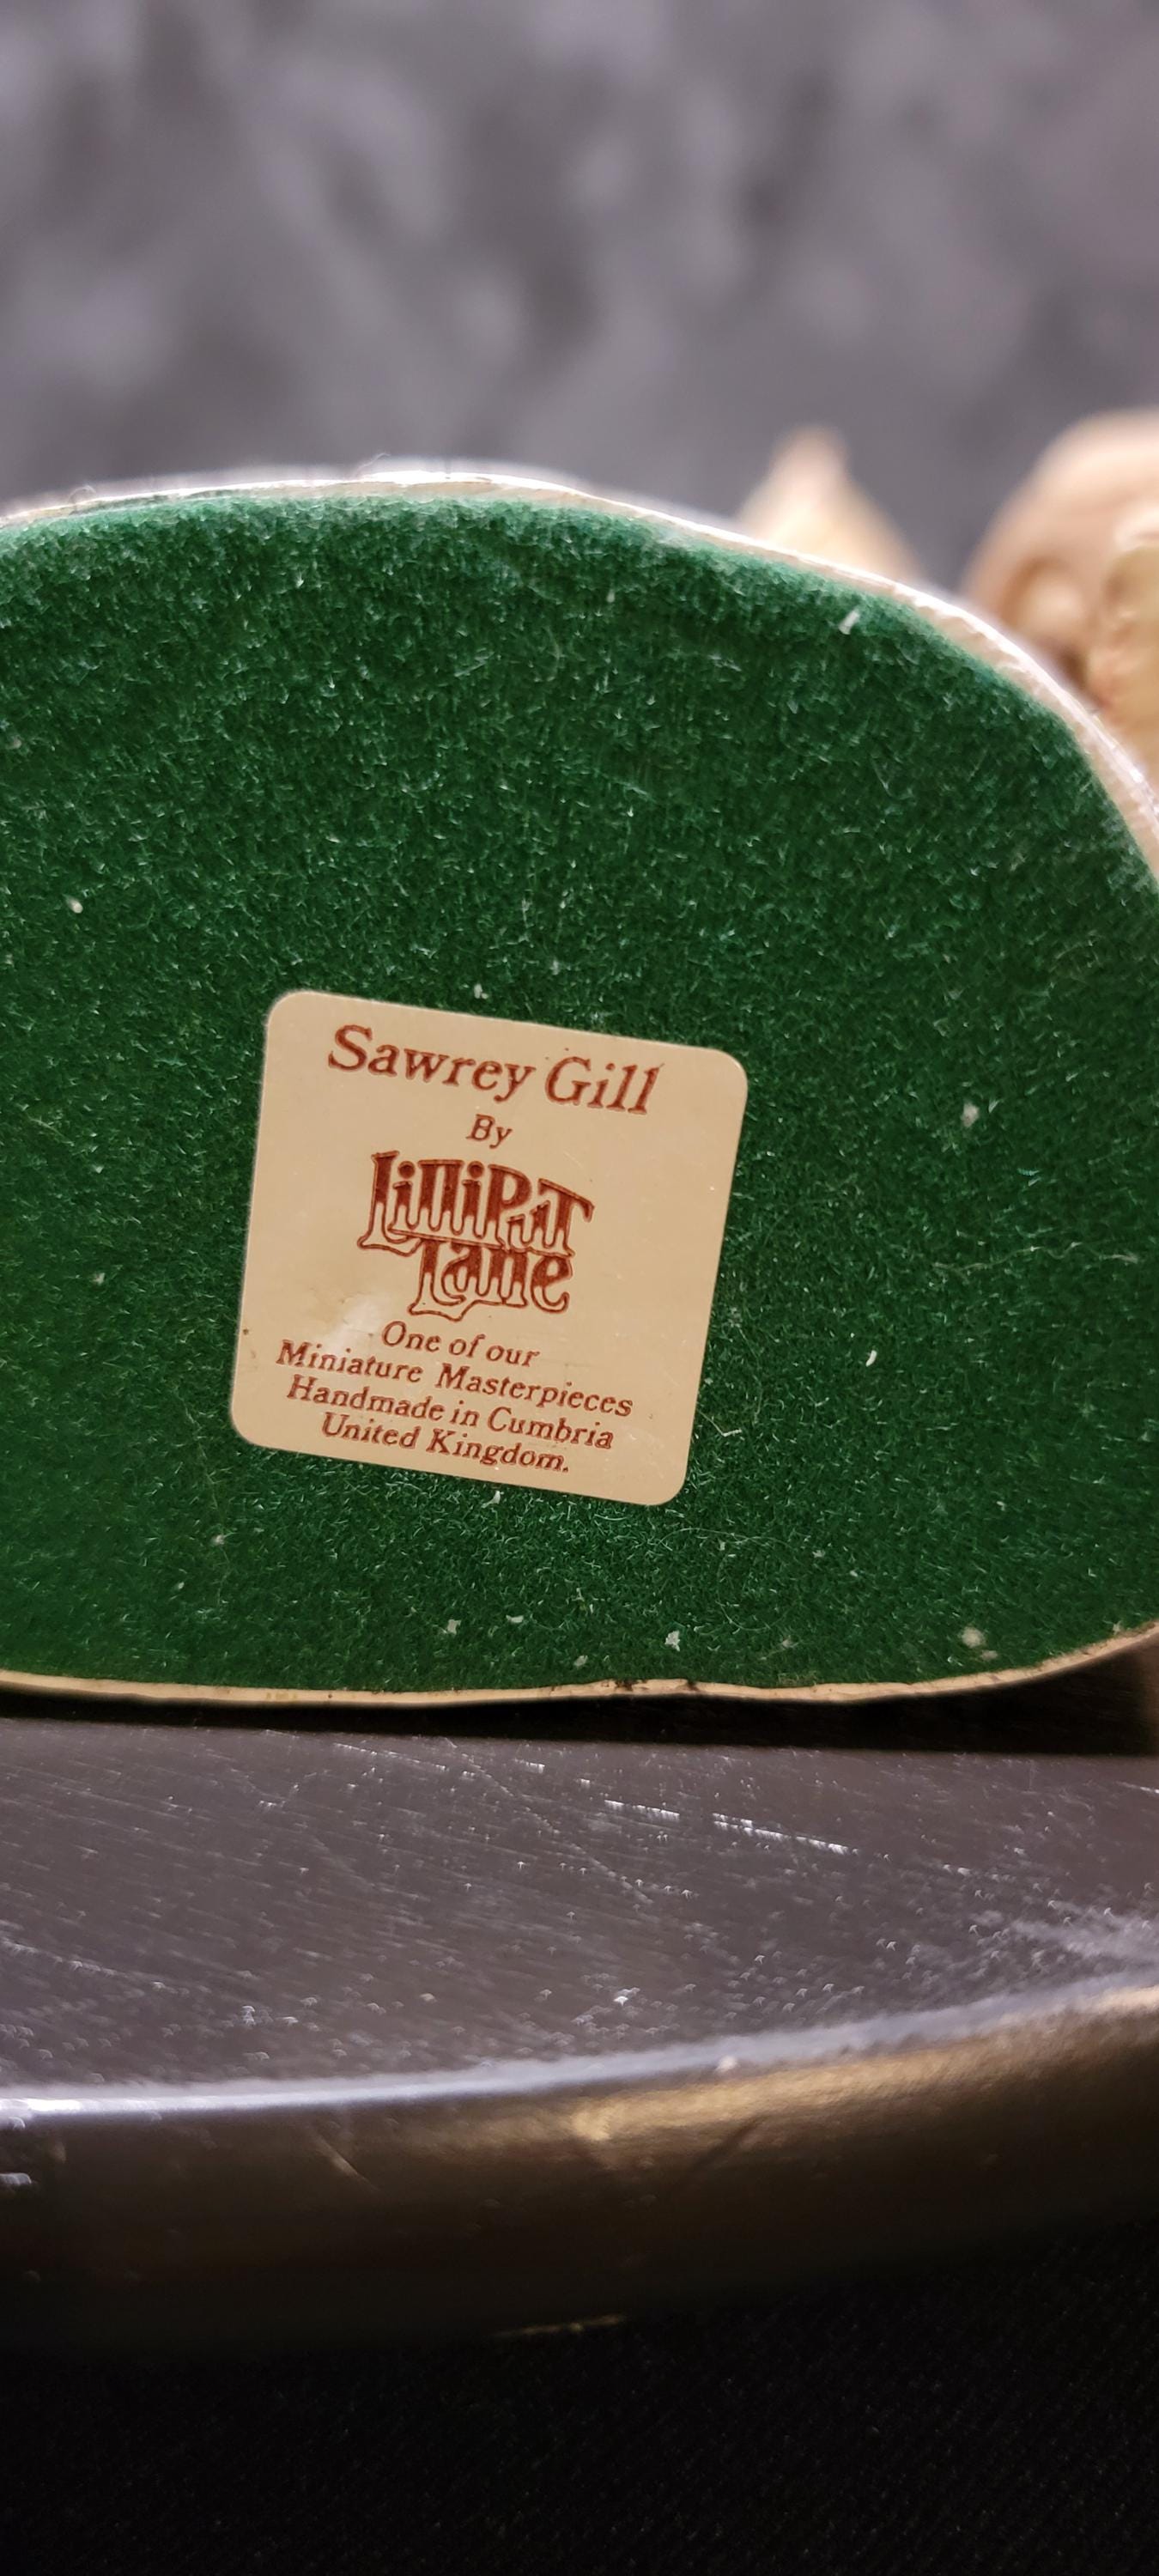 Sawrey Gill
By
Lilliput
Lane
One of our
Miniature Masterpieces
Handmade in Cumbria
United Kingdom.